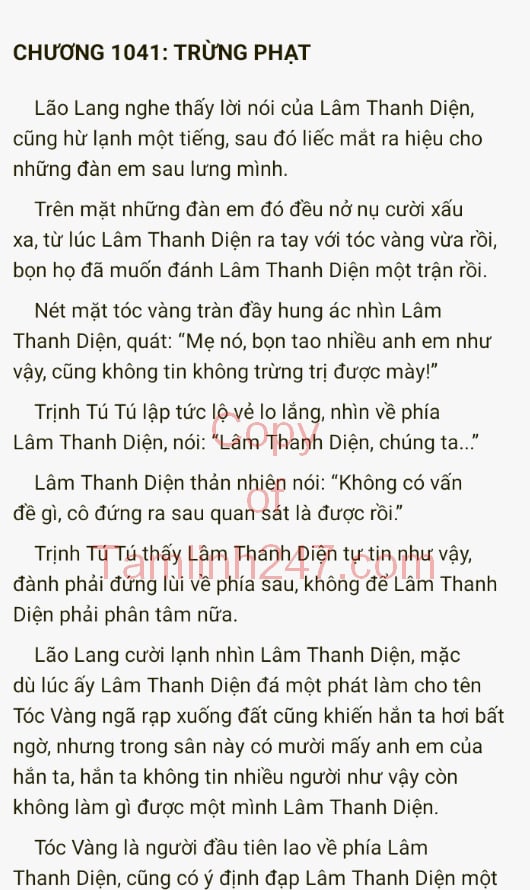 CHƯƠNG 1041: TRỪNG PHẠT
Lão Lang nghe thấy lời nói của Lâm Thanh Diện,
cũng hừ lạnh một tiếng, sau đó liếc mắt ra hiệu cho
những đàn em sau lưng mình.
Trên mặt những đàn em đó đều nở nụ cười xấu
xa, từ lúc Lâm Thanh Diện ra tay với tóc vàng vừa rồi,
bọn họ đã muốn đánh Lâm Thanh Diện một trận rồi.
Nét mặt tóc vàng tràn đầy hung ác nhìn Lâm
Thanh Diện, quát: “Mẹ nó, bọn tao nhiều anh em như
vậy, cũng không tin không trừng trị được mày!”
Trịnh Tú Tú lập tức lộ vẻ lo lắng, nhìn về phía
Lâm Thanh Diện, nói: “Lâm Thanh Diện, chúng ta...”
Lâm Thanh Diện thản nhiên nói: “Không có vấn
đề gì, cô đứng ra sau quan sát là được rồi.”
Trịnh Tú Tú thấy Lâm Thanh Diện tự tin như vậy,
đành phải đứng lùi về phía sau, không để Lâm Thanh
Diện phải phân tâm nữa.
Lão Lang cười lạnh nhìn Lâm Thanh Diện, mặc
dù lúc ấy Lâm Thanh Diện đá một phát làm cho tên
Tóc Vàng ngã rạp xuống đất cũng khiến hắn ta hơi bất
ngờ, nhưng trong sân này có mười mấy anh em của
hắn ta, hắn ta không tin nhiều người như vậy còn
không làm gì được một mình Lâm Thanh Diện.
Tóc Vàng là người đầu tiên lao về phía Lâm
Thanh Diện, cũng có ý định đạp Lâm Thanh Diện một
Copy
of
Tamlinh247.com